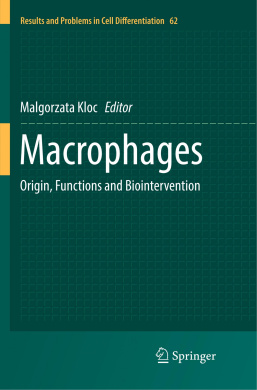 Results and Problems in Cell Differentiation 62
Malgorzata Kloc Editor
Macrophages
Origin, Functions and Biointervention
Springer